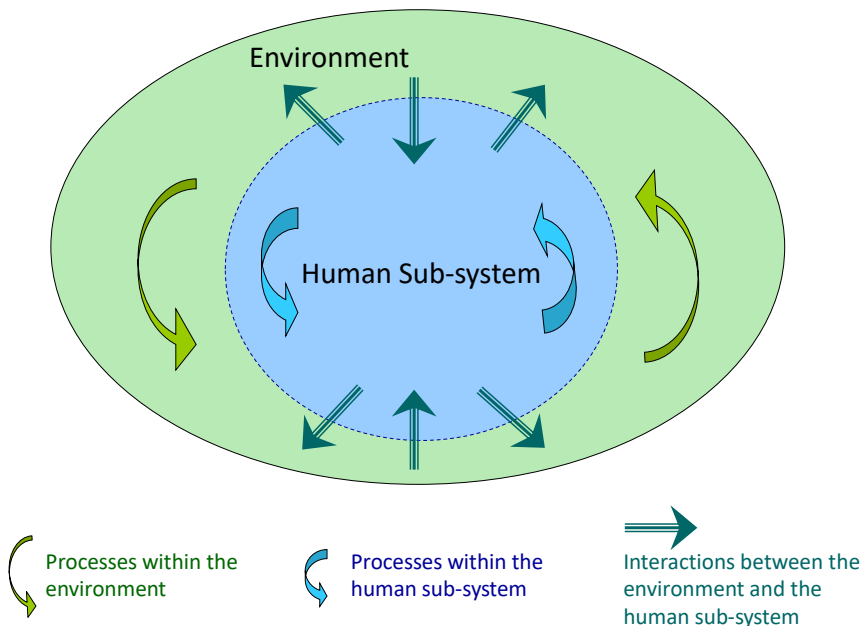 Environment
Human Sub-system
Processes within the
environment
Processes within the
human sub-system
Interactions between the
environment and the
human sub-system